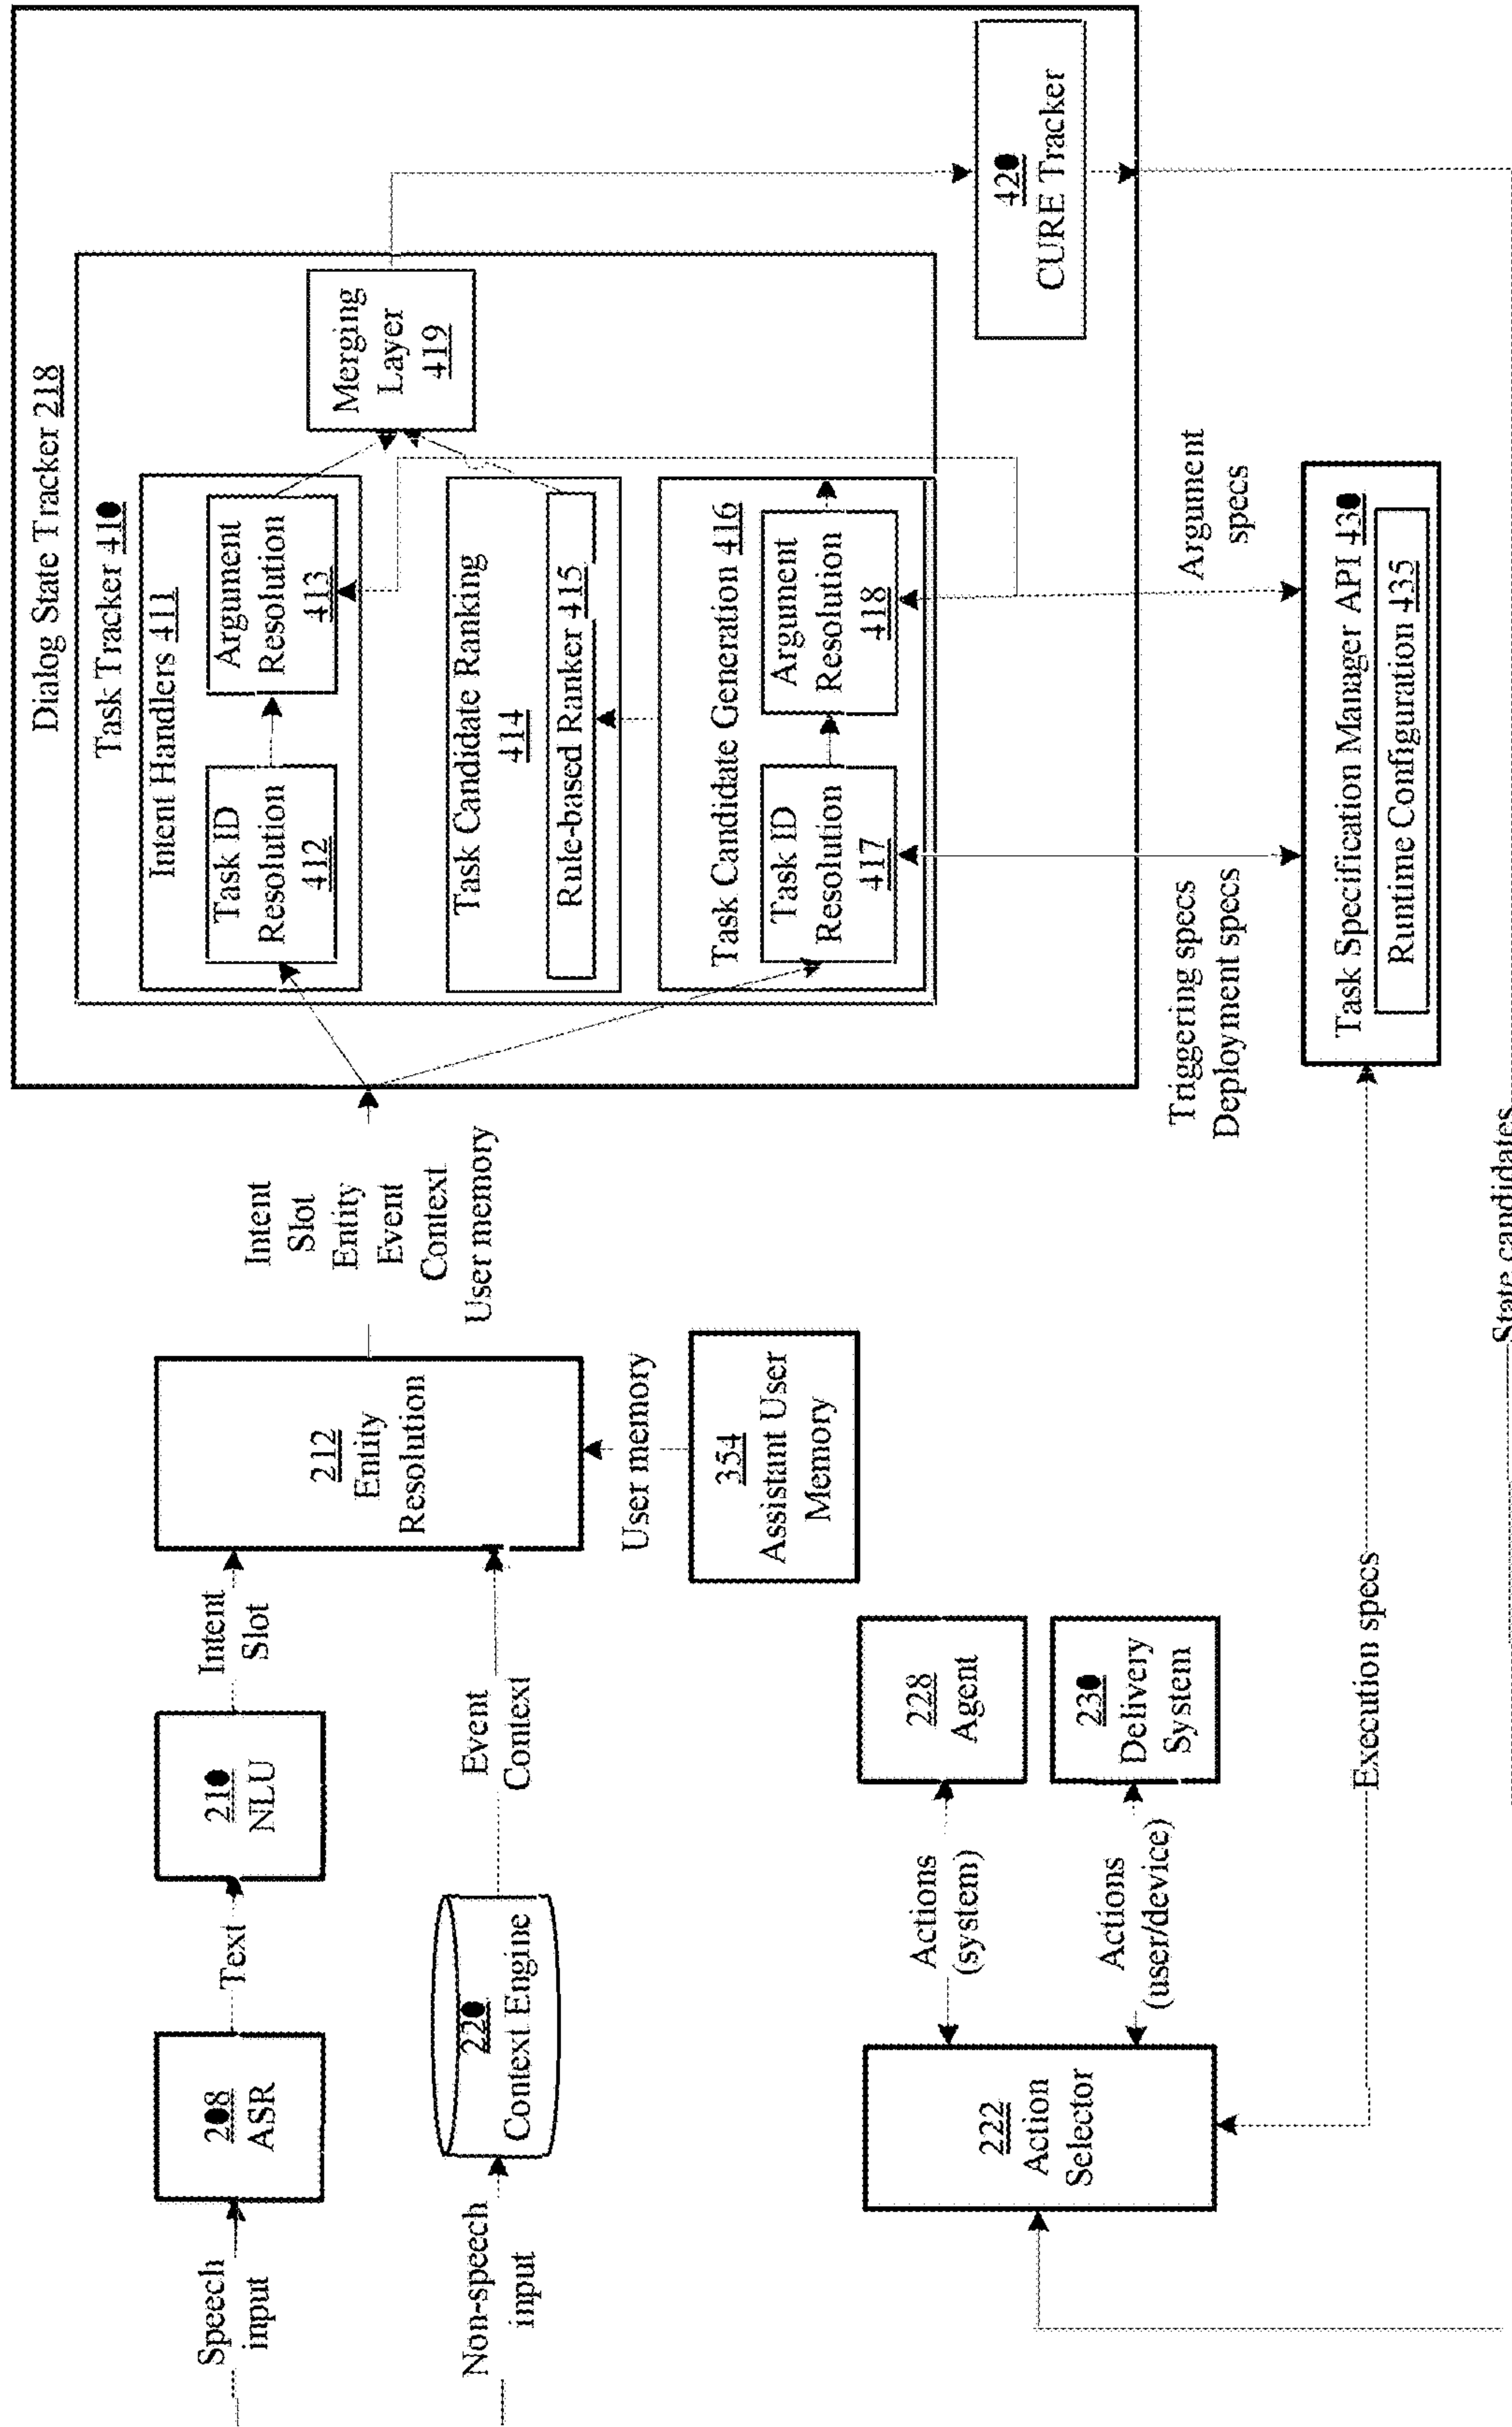 Speech
input
208
ASR
Text
210
NLU
Intent
Slot
Non-speech
input
220
Context Engine
Event
Context
212
Entity
Resolution
User memory
354
Assistant User
Memory
Intent
Slot
Entity
Event
Context
User memory
Dialog State Tracker 218
Task Tracker 410
Intent Handlers 411
Task ID
Resolution
412
Argument
Resolution
413
Task Candidate Ranking
414
Rule-based Ranker 415
Task Candidate Generation 416
Task ID
Resolution
417
Argument
Resolution
418
Merging
Layer
419
420
CURE Tracker
Triggering specs
Deployment specs
Argument
specs
Task Specification Manager API 430
Runtime Configuration 435
222
Action
Selector
Actions
(system)
228
Agent
Actions
(user/device)
230
Delivery
System
Execution specs
State candidates